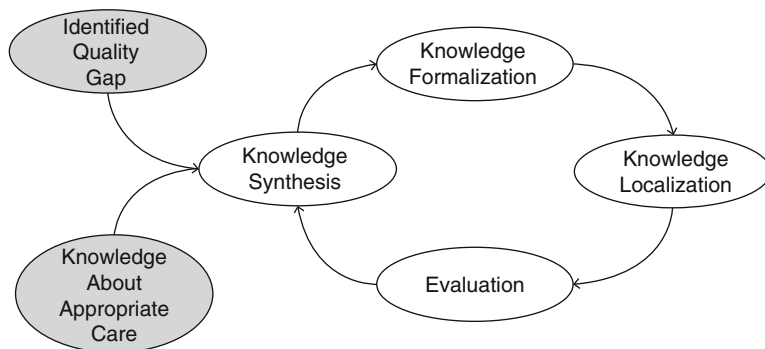 Identified
Quality
Gap
Knowledge
Formalization
Knowledge
Synthesis
Knowledge
Localization
Knowledge
About
Appropriate
Care
Evaluation